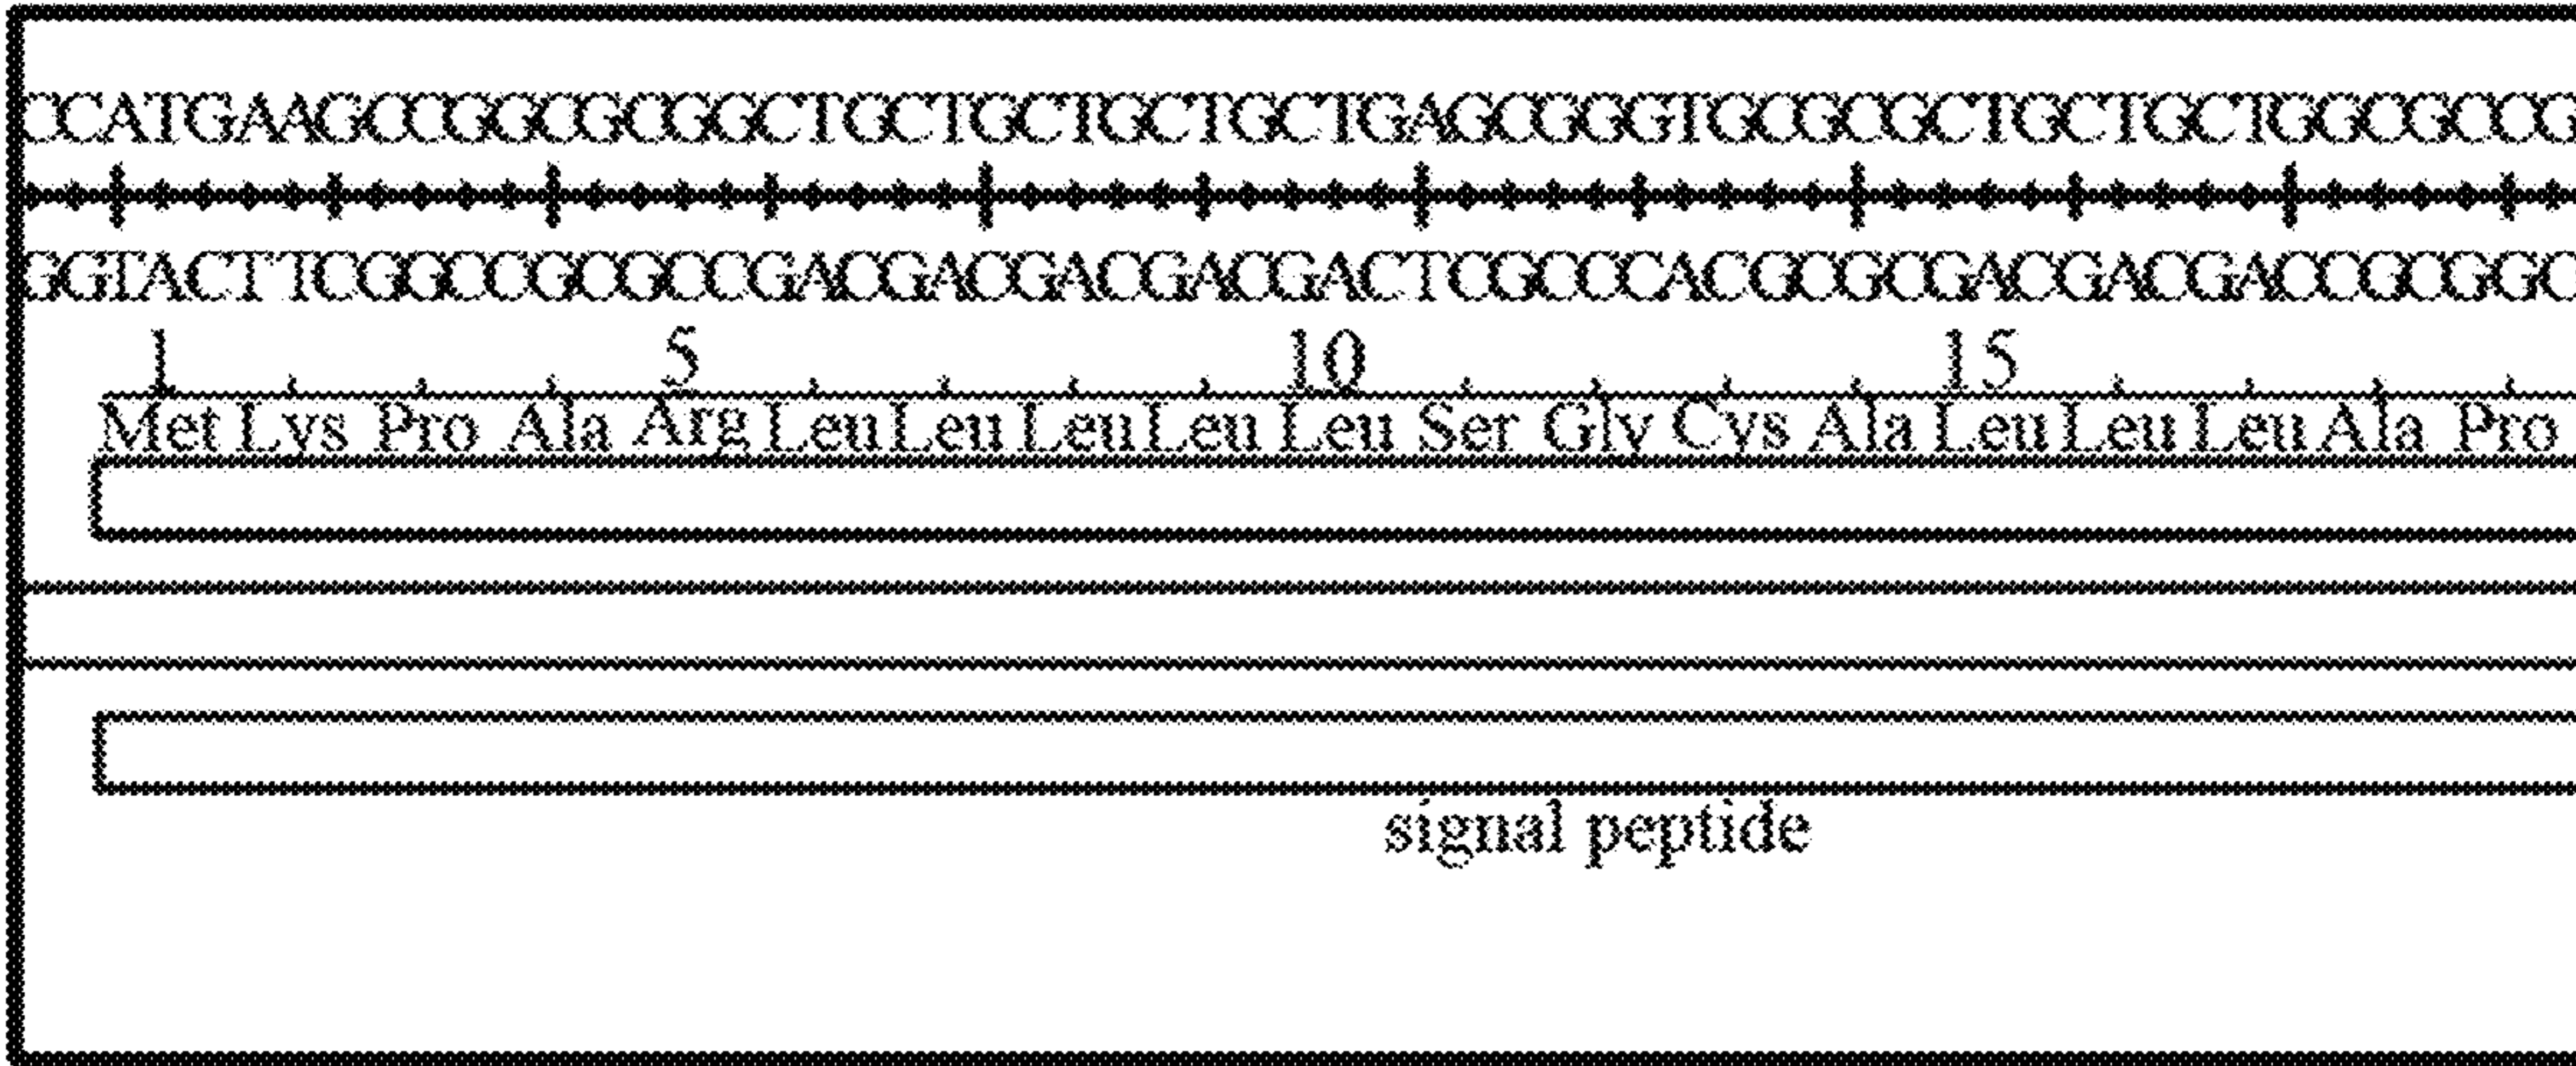 CCATGAAGCCGGCGCGGCTGCTGCTGCTGCTGAGCGGGTGCGCGCTGCTGCTGGCGCCG
GGTACTTCGGCCGCGCCGACGACGACGACGACTCGCCCACGCGCGACGACGACCGCGGC
1 5 10 15
Met Lys Pro Ala Arg Leu Leu Leu Leu Leu Ser Gly Cys Ala Leu Leu Leu Ala Pro
signal peptide